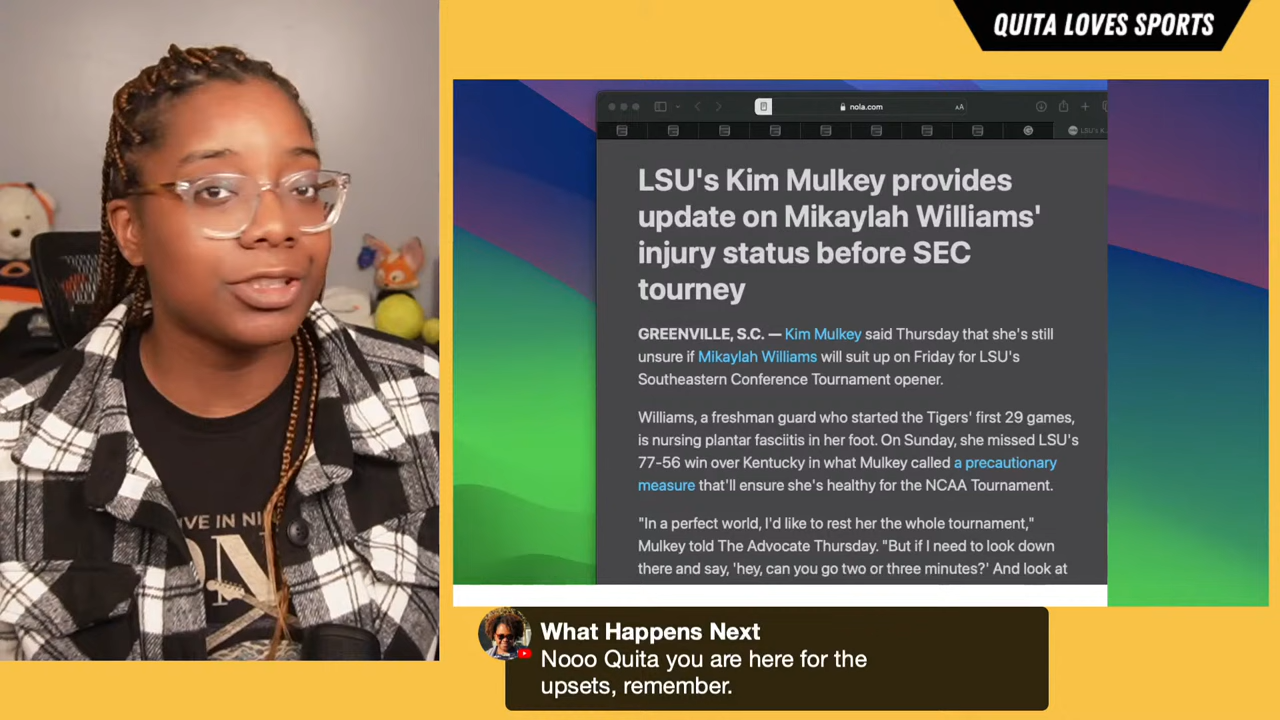 QUITA LOVES SPORTS
nola.com
AA
LSU's K
LSU's Kim Mulkey provides
update on Mikaylah Williams'
injury status before SEC
tourney
GREENVILLE, S.C. — Kim Mulkey said Thursday that she's still
unsure if Mikaylah Williams will suit up on Friday for LSU's
Southeastern Conference Tournament opener.
Williams, a freshman guard who started the Tigers' first 29 games,
is nursing plantar fasciitis in her foot. On Sunday, she missed LSU's
77-56 win over Kentucky in what Mulkey called a precautionary
measure that'll ensure she's healthy for the NCAA Tournament.
"In a perfect world, I'd like to rest her the whole tournament,"
Mulkey told The Advocate Thursday. "But if I need to look down
there and say, 'hey, can you go two or three minutes?' And look at
IVE IN NI
What Happens Next
Nooo Quita you are here for the
upsets, remember.